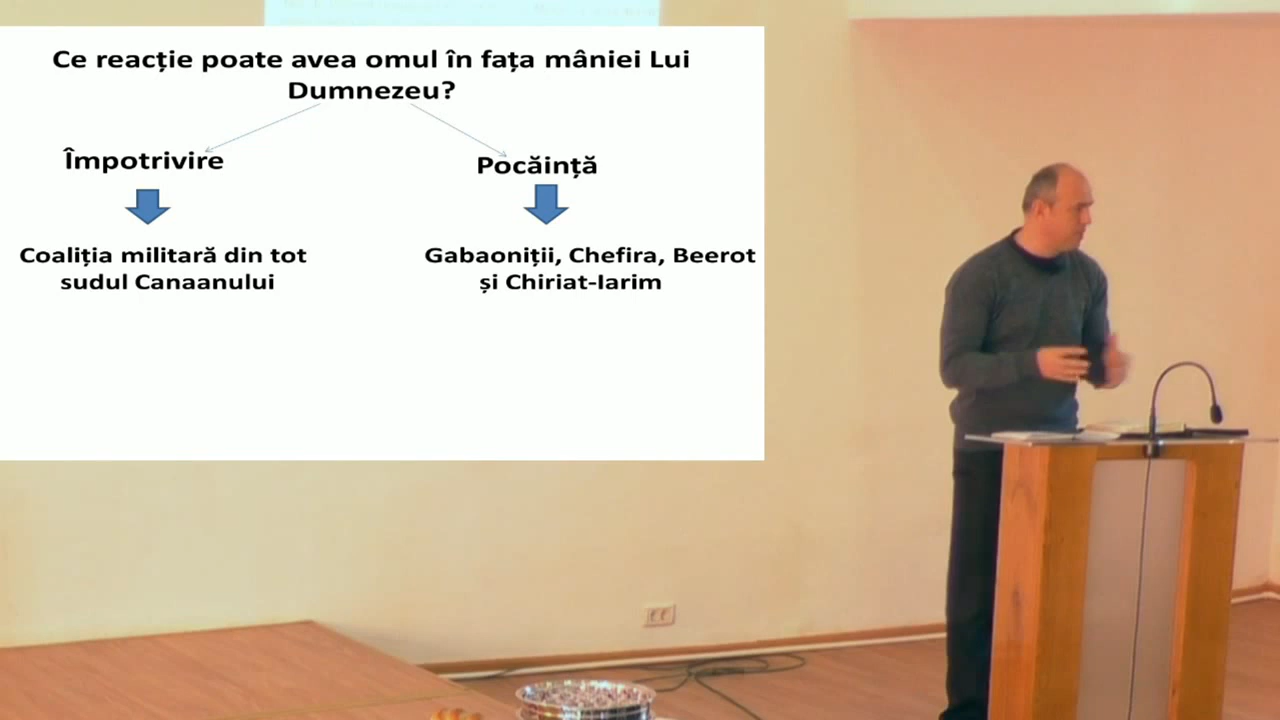 Ce reacție poate avea omul în fața mâniei Lui
Dumnezeu?
Împotrivire
Pocăință
Coaliția militară din tot
sudul Canaanului
Gabaoniții, Chefira, Beerot
și Chiriat-Iarim